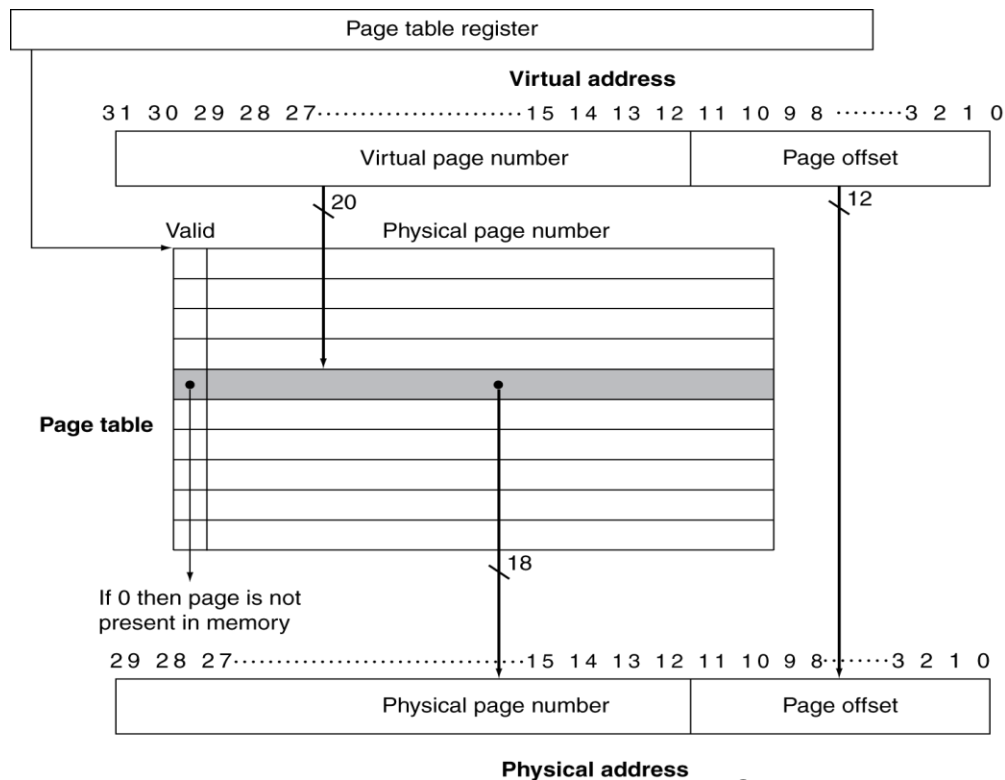 Page table register
Virtual address
31 30 29 28 27........................15 14 13 12 11 10 9 8 ........3 2 1 0
Virtual page number Page offset
20 12
Valid Physical page number
Page table
18
If 0 then page is not
present in memory
29 28 27.................................15 14 13 12 11 10 9 8........3 2 1 0
Physical page number Page offset
Physical address